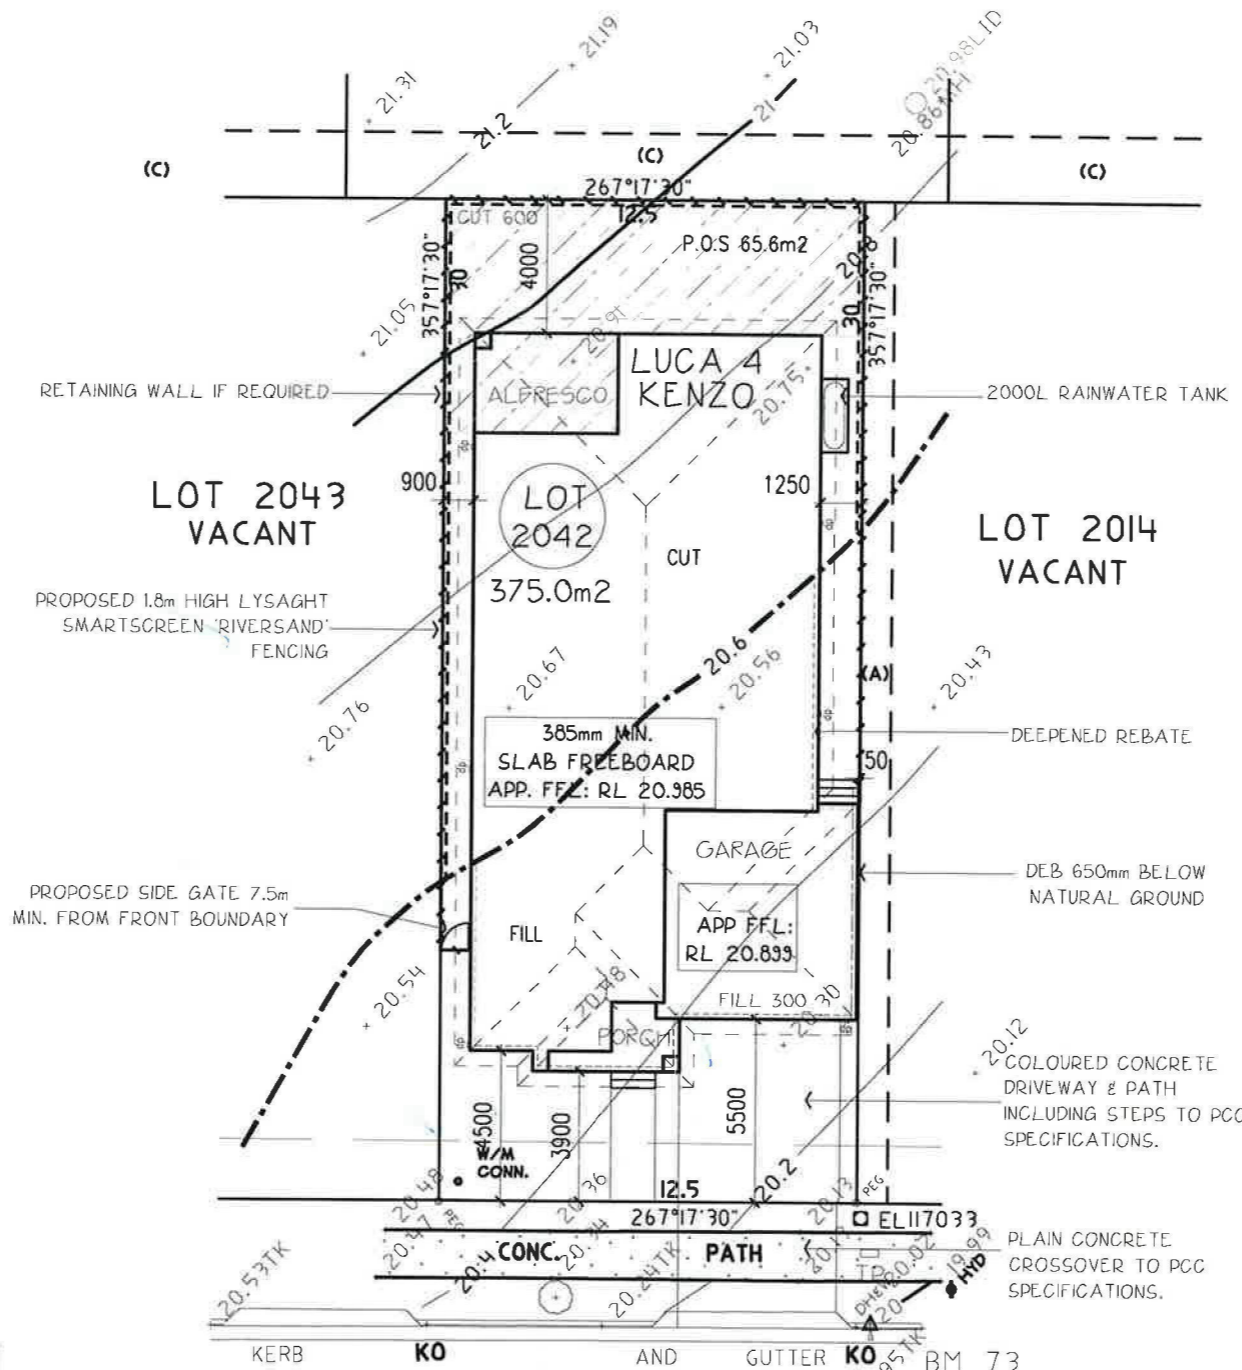 21.19
21.03
20.98LID
21.31
21.2
21
20.86MH
(C)
(C)
(C)
267°17'30"
CUT 600
12.5
P.O.S 65.6m2
357°17'30"
30
4000
20.8
30
357°17'30"
21.05
20.91
LUCA 4
KENZO
20.75
RETAINING WALL IF REQUIRED
ALFRESCO
2000L RAINWATER TANK
LOT 2043
VACANT
900
LOT
2042
375.0m2
1250
CUT
LOT 2014
VACANT
PROPOSED 1.8m HIGH LYSAGHT
SMARTSCREEN 'RIVERSAND'
FENCING
20.67
20.6
20.56
(A)
20.43
20.76
385mm MIN.
SLAB FREEBOARD
APP. FFL: RL 20.985
DEEPENED REBATE
50
GARAGE
PROPOSED SIDE GATE 7.5m
MIN. FROM FRONT BOUNDARY
DEB 650mm BELOW
NATURAL GROUND
FILL
APP FFL:
RL 20.899
20.54
20.48
FILL 300
20.30
PORCH
20.12
COLOURED CONCRETE
DRIVEWAY & PATH
INCLUDING STEPS TO PCC
SPECIFICATIONS.
4500
3900
5500
W/M
CONN.
20.48
PEG
20.36
12.5
20.2
20.13
PEG
267°17'30"
EL117033
20.47
CONC.
20.34
PATH
20.4
20.24TK
20.53TK
TP
20.02
19.99
HYD
20
PLAIN CONCRETE
CROSSOVER TO PCC
SPECIFICATIONS.
KERB
KO
AND
GUTTER
KO
95TK
BM 73